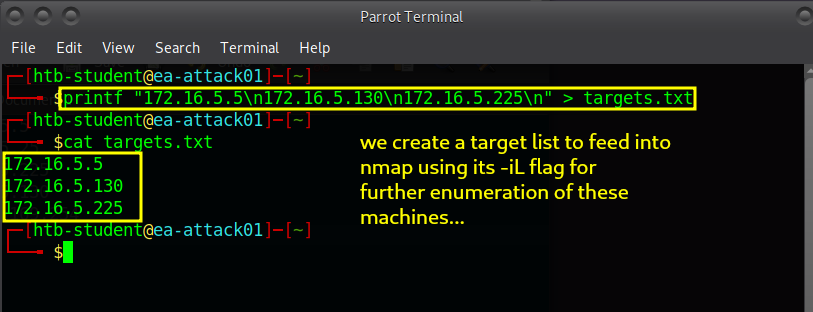 Parrot Terminal
File Edit View Search Terminal Help
┌─[htb-student@ea-attack01]─[~]
└──╼ $printf "172.16.5.5\n172.16.5.130\n172.16.5.225\n" > targets.txt
┌─[htb-student@ea-attack01]─[~]
└──╼ $cat targets.txt
172.16.5.5
172.16.5.130
172.16.5.225
┌─[htb-student@ea-attack01]─[~]
└──╼ $
we create a target list to feed into
nmap using its -iL flag for
further enumeration of these
machines...